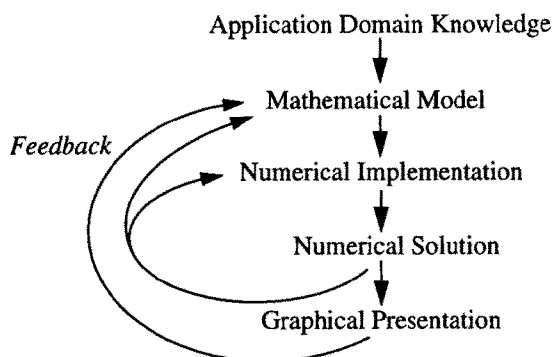 Application Domain Knowledge
Mathematical Model
Feedback
Numerical Implementation
Numerical Solution
Graphical Presentation